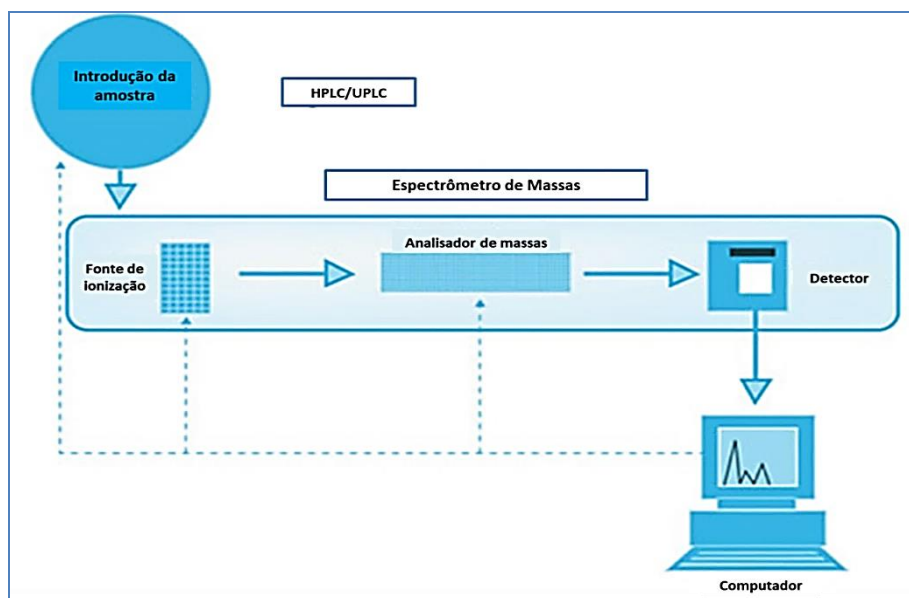 Introdução da
amostra
HPLC/UPLC
Espectrômetro de Massas
Fonte de
ionização
Analisador de massas
Detector
Computador